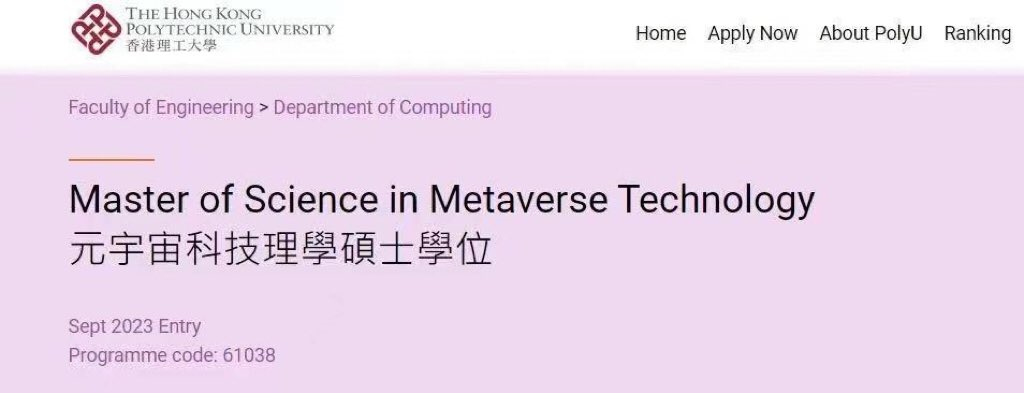 THE HONG KONG
POLYTECHNIC UNIVERSITY
香港理工大學
Home Apply Now About PolyU Ranking
Faculty of Engineering > Department of Computing
Master of Science in Metaverse Technology
元宇宙科技理學碩士學位
Sept 2023 Entry
Programme code: 61038